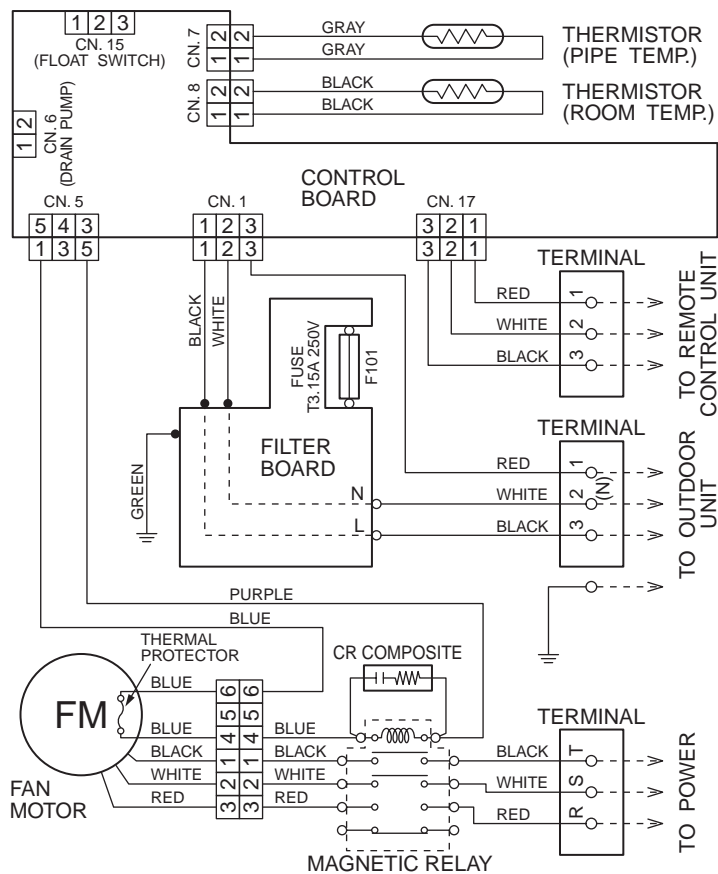 1 2 3
CN. 15
(FLOAT SWITCH)
CN. 7
2 2
1 1
GRAY
GRAY
THERMISTOR
(PIPE TEMP.)
CN. 8
2 2
1 1
BLACK
BLACK
THERMISTOR
(ROOM TEMP.)
1 2
CN. 6
(DRAIN PUMP)
CONTROL
BOARD
CN. 5
5 4 3
1 3 5
CN. 1
1 2 3
1 2 3
CN. 17
3 2 1
3 2 1
TERMINAL
RED
1
WHITE
2
BLACK
3
TO REMOTE
CONTROL UNIT
BLACK
WHITE
FUSE
T3.15A 250V
F101
FILTER
BOARD
GREEN
N
L
TERMINAL
RED
1
WHITE
2
(N)
BLACK
3
TO OUTDOOR
UNIT
PURPLE
BLUE
THERMAL
PROTECTOR
CR COMPOSITE
FM
FAN
MOTOR
BLUE
6 6
5 5
BLUE
4 4
BLUE
BLACK
1 1
BLACK
WHITE
2 2
WHITE
RED
3 3
RED
MAGNETIC RELAY
TERMINAL
BLACK
T
WHITE
S
RED
R
TO POWER